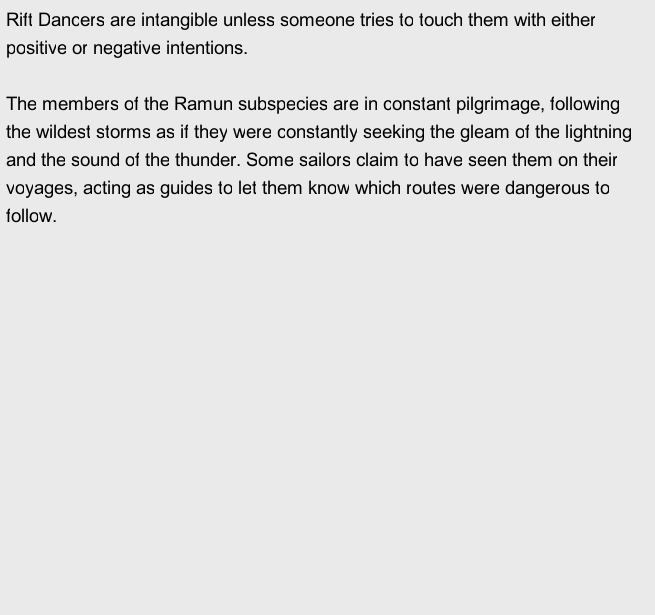 Rift Dancers are intangible unless someone tries to touch them with either
positive or negative intentions.
The members of the Ramun subspecies are in constant pilgrimage, following
the wildest storms as if they were constantly seeking the gleam of the lightning
and the sound of the thunder. Some sailors claim to have seen them on their
voyages, acting as guides to let them know which routes were dangerous to
follow.